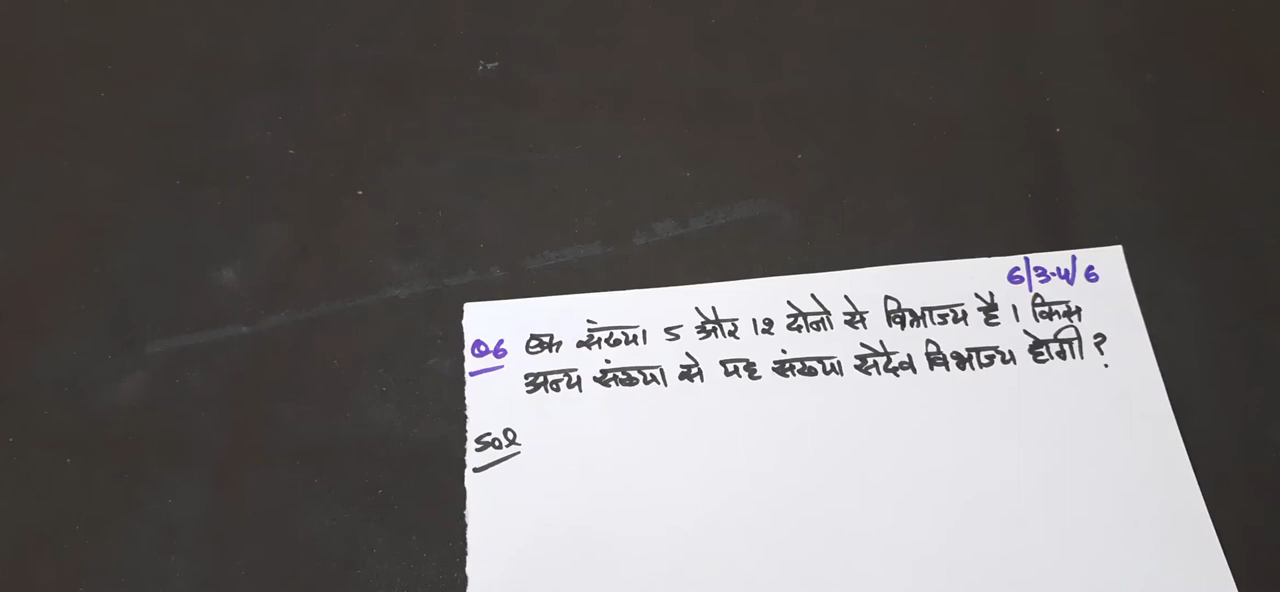 6/3.4/6
Q6 एक संख्या 5 और 12 दोनो से विभाज्य है। किस
अन्य संख्या से यह संख्या सदैव विभाज्य होगी ?
Sol